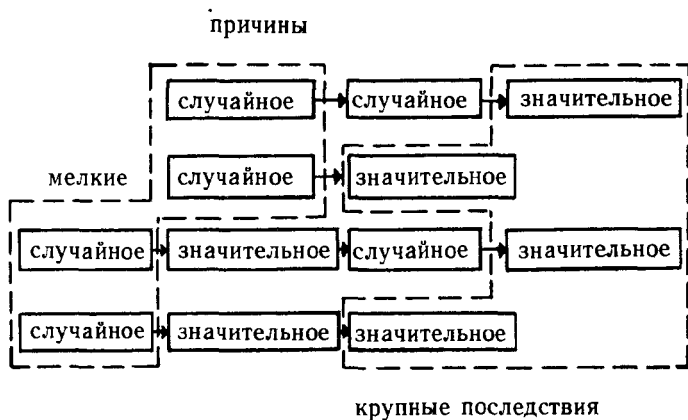 причины
случайное случайное значительное
случайное значительное
мелкие
случайное значительное случайное значительное
случайное значительное значительное
крупные последствия